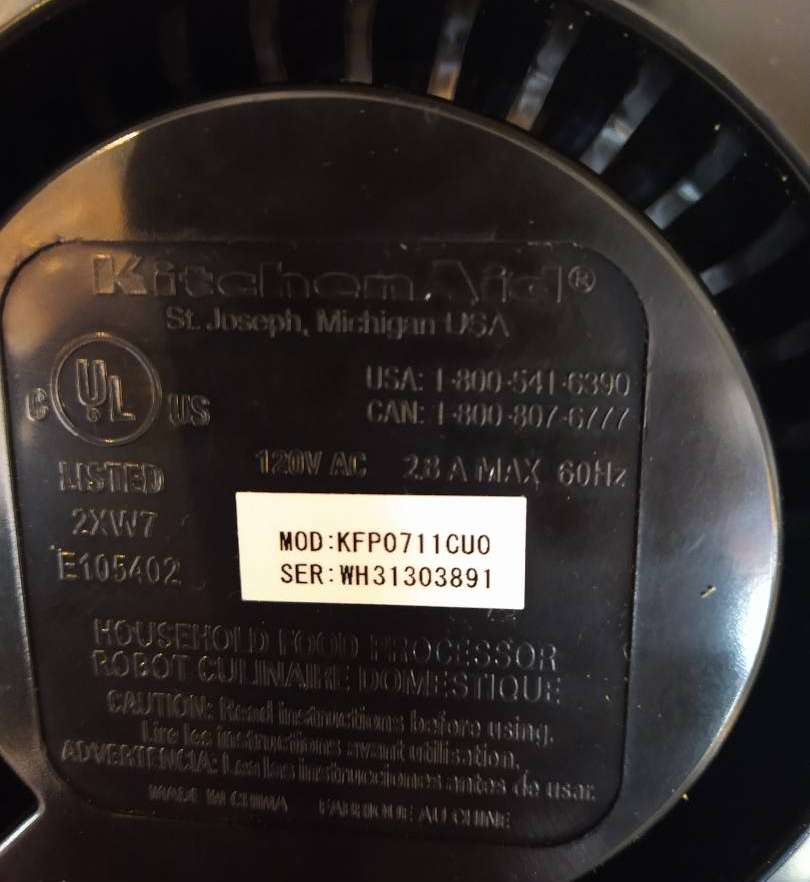 KitchenAid®
St. Joseph, Michigan USA
C UL® US
USA: 1-800-541-6390
CAN: 1-800-807-6777
LISTED
120V AC 2.8 A MAX 60Hz
2XW7
E105402
MOD:KFP0711CU0
SER:WH31303891
HOUSEHOLD FOOD PROCESSOR
ROBOT CULINAIRE DOMESTIQUE
CAUTION: Read instructions before using.
Lire les instructions avant utilisation.
ADVERTENCIA: Lea las instrucciones antes de usar.
MADE IN CHINA FABRIQUE AU CHINE